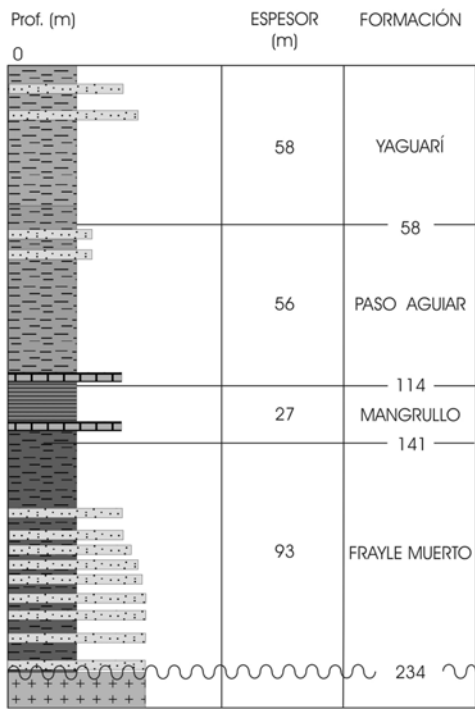 Prof. (m) ESPESOR FORMACIÓN
(m)
0
58 YAGUARÍ
58
56 PASO AGUIAR
114
27 MANGRULLO
141
93 FRAYLE MUERTO
234